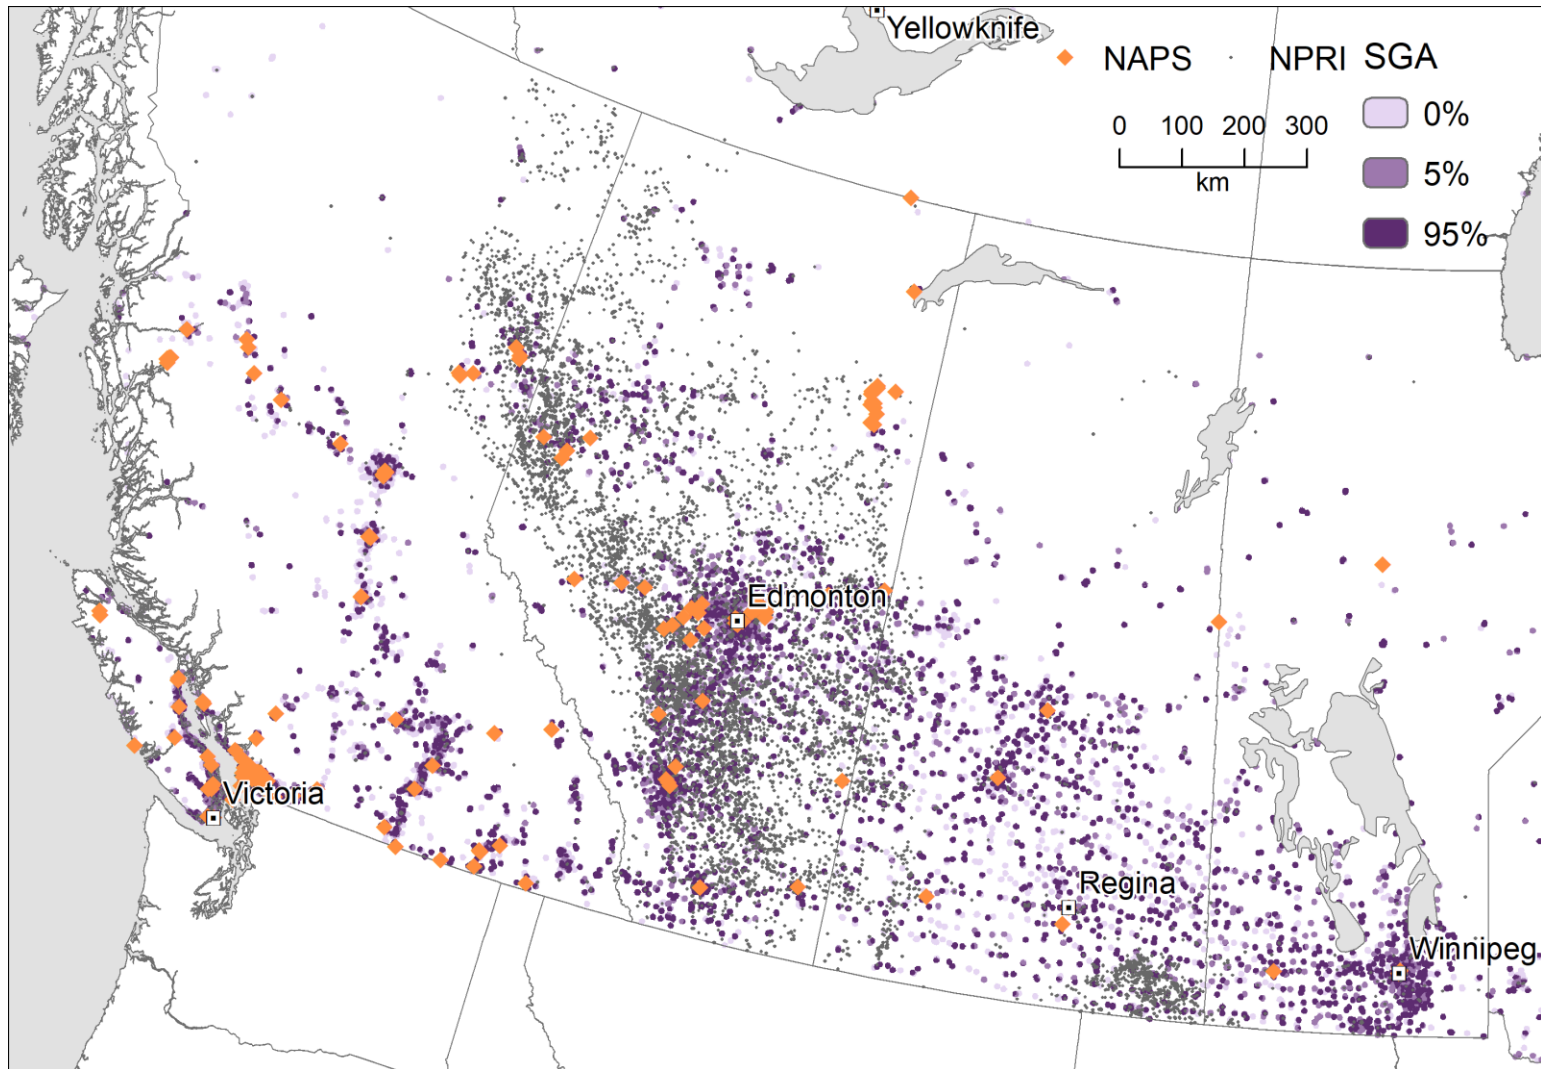 Yellowknife
NAPS NPRI SGA
0%
0 100 200 300
km
5%
95%
Edmonton
Victoria
Regina
Winnipeg